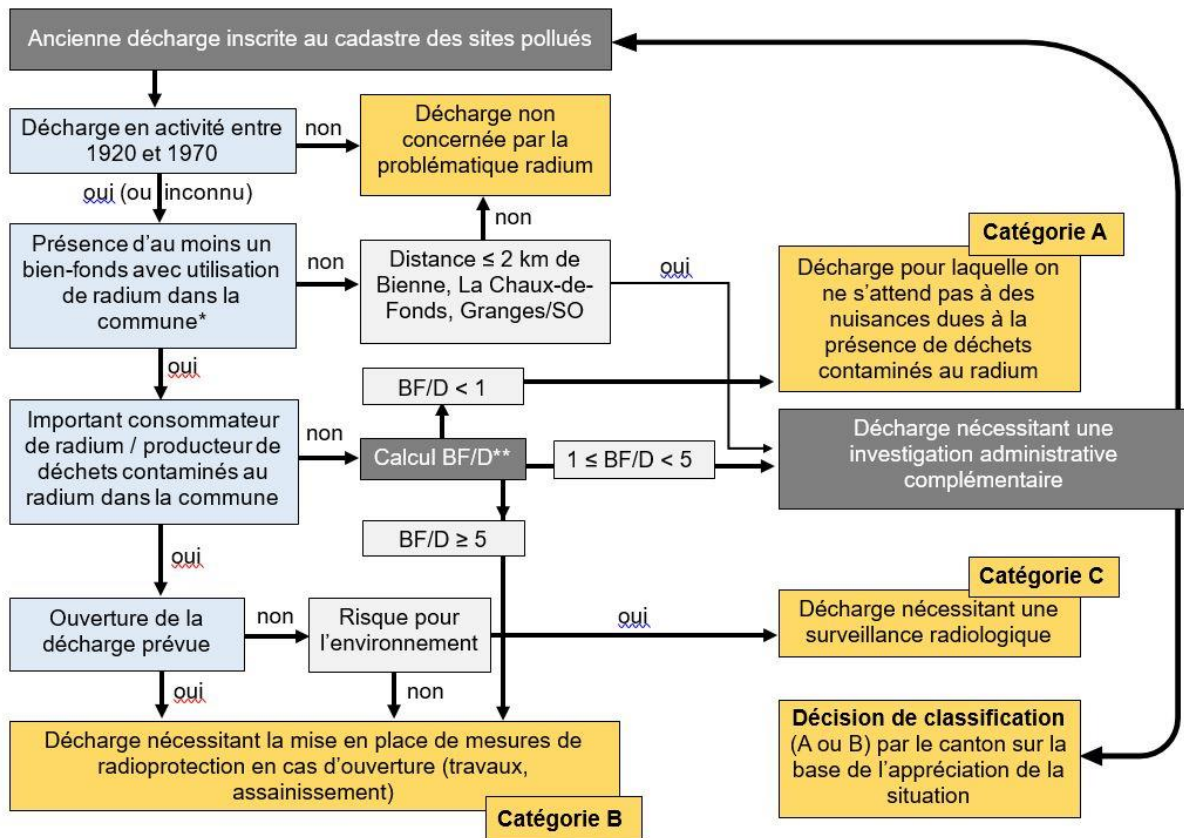 Ancienne décharge inscrite au cadastre des sites pollués
Décharge en activité entre
1920 et 1970
non
Décharge non
concernée par la
problématique radium
oui (ou inconnu)
non
Présence d'au moins un
bien-fonds avec utilisation
de radium dans la
commune*
non
Distance ≤ 2 km de
Bienne, La Chaux-de-
Fonds, Granges/SO
oui
Catégorie A
Décharge pour laquelle on
ne s'attend pas à des
nuisances dues à la
présence de déchets
contaminés au radium
oui
BF/D < 1
Important consommateur
de radium / producteur de
déchets contaminés au
radium dans la commune
non
Calcul BF/D**
1 ≤ BF/D < 5
Décharge nécessitant une
investigation administrative
complémentaire
BF/D ≥ 5
oui
Catégorie C
Ouverture de la
décharge prévue
non
Risque pour
l'environnement
oui
Décharge nécessitant une
surveillance radiologique
oui
non
Décharge nécessitant la mise en place de mesures de
radioprotection en cas d'ouverture (travaux,
assainissement)
Catégorie B
Décision de classification
(A ou B) par le canton sur la
base de l'appréciation de la
situation